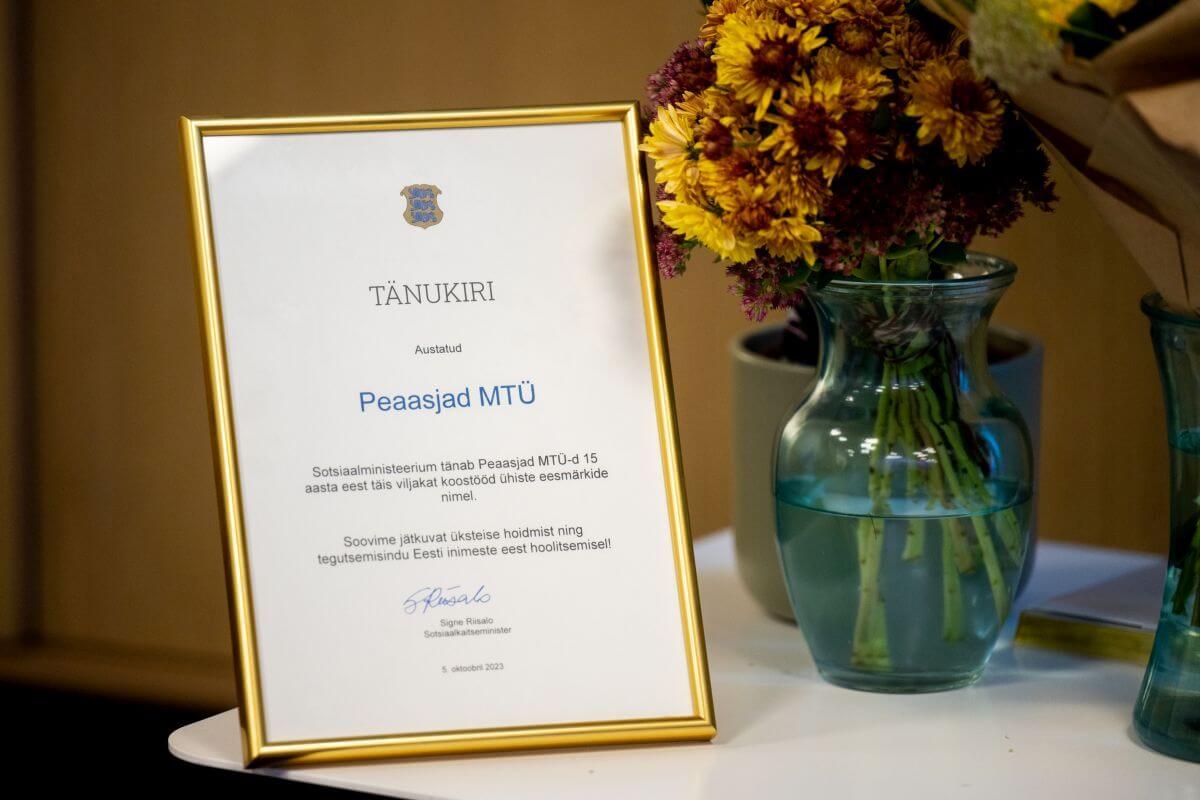 TÄNUKIRI
Austatud
Peaasjad MTÜ
Sotsiaalministeerium tänab Peaasjad MTÜ-d 15
aasta eest täis viljakat koostööd ühiste eesmärkide
nimel.
Soovime jätkuvat üksteise hoidmist ning
tegutsemisindu Eesti inimeste eest hoolitsemisel!
SRiisalo
Signe Riisalo
Sotsiaalkaitseminister
5. oktoobril 2023